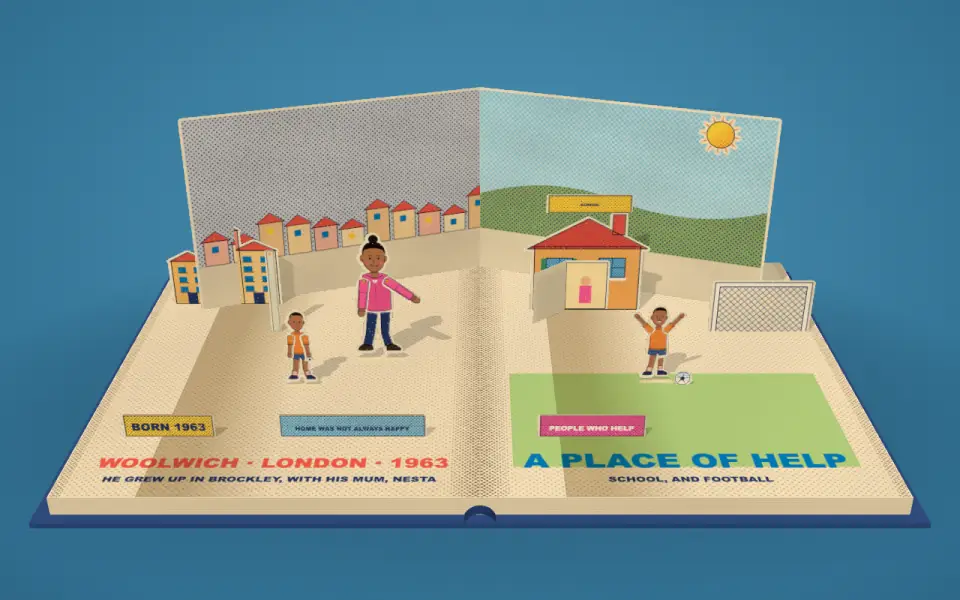 SCHOOL
BORN 1963
HOME WAS NOT ALWAYS HAPPY
WOOLWICH · LONDON · 1963
HE GREW UP IN BROCKLEY, WITH HIS MUM, NESTA
PEOPLE WHO HELP
A PLACE OF HELP
SCHOOL, AND FOOTBALL